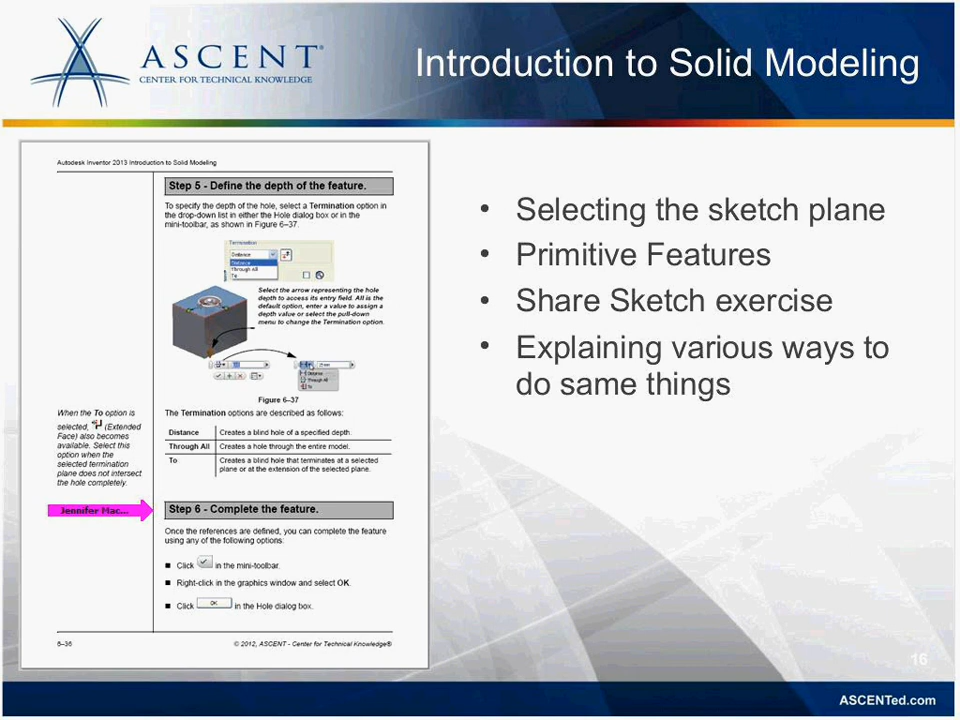 ASCENT®
CENTER FOR TECHNICAL KNOWLEDGE
Introduction to Solid Modeling
Autodesk Inventor 2013 Introduction to Solid Modeling
Step 5 - Define the depth of the feature.
To specify the depth of the hole, select a Termination option in
the drop-down list in either the Hole dialog box or in the
mini-toolbar, as shown in Figure 6–37.
Termination
Distance
Distance
Through All
To
Select the arrow representing the hole
depth to access its entry field. All is the
default option, enter a value to assign a
depth value or select the pull-down
menu to change the Termination option.
Distance
Through All
To
Figure 6–37
When the To option is
selected, (Extended
Face) also becomes
available. Select this
option when the
selected termination
plane does not intersect
the hole completely.
The Termination options are described as follows:
Distance Creates a blind hole of a specified depth.
Through All Creates a hole through the entire model.
To Creates a blind hole that terminates at a selected
plane or at the extension of the selected plane.
Jennifer Mac...
Step 6 - Complete the feature.
Once the references are defined, you can complete the feature
using any of the following options:
■ Click in the mini-toolbar.
■ Right-click in the graphics window and select OK.
■ Click OK in the Hole dialog box.
6–36
© 2012, ASCENT - Center for Technical Knowledge®
• Selecting the sketch plane
• Primitive Features
• Share Sketch exercise
• Explaining various ways to
do same things
16
ASCENTed.com